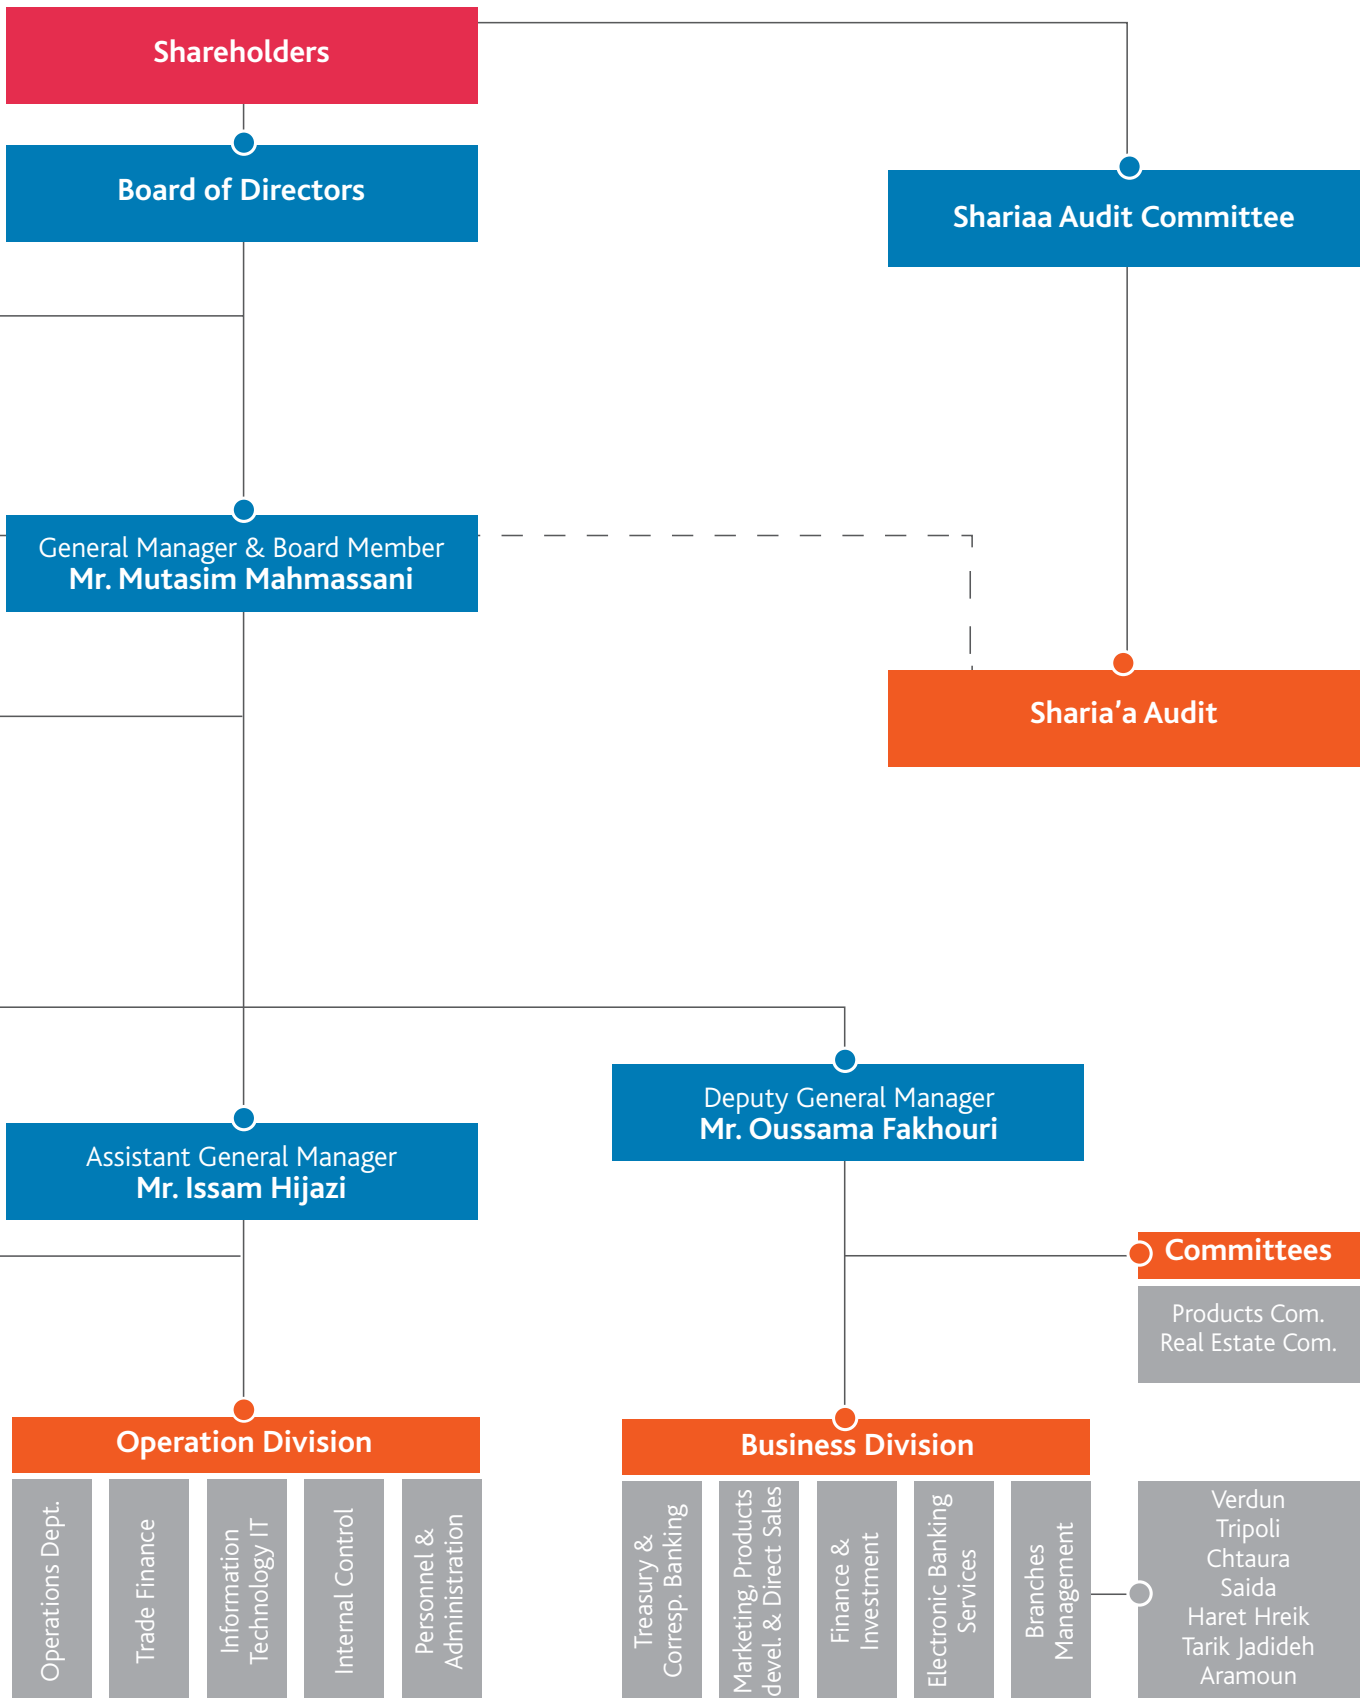 Shareholders
Board of Directors
Shariaa Audit Committee
General Manager & Board Member
Mr. Mutasim Mahmassani
Sharia’a Audit
Deputy General Manager
Mr. Oussama Fakhouri
Assistant General Manager
Mr. Issam Hijazi
Committees
Products Com.
Real Estate Com.
Operation Division
Operations Dept.
Trade Finance
Information
Technology IT
Internal Control
Personnel &
Administration
Business Division
Treasury &
Corresp. Banking
Marketing, Products
devel. & Direct Sales
Finance &
Investment
Electronic Banking
Services
Branches
Management
Verdun
Tripoli
Chtaura
Saida
Haret Hreik
Tarik Jadideh
Aramoun